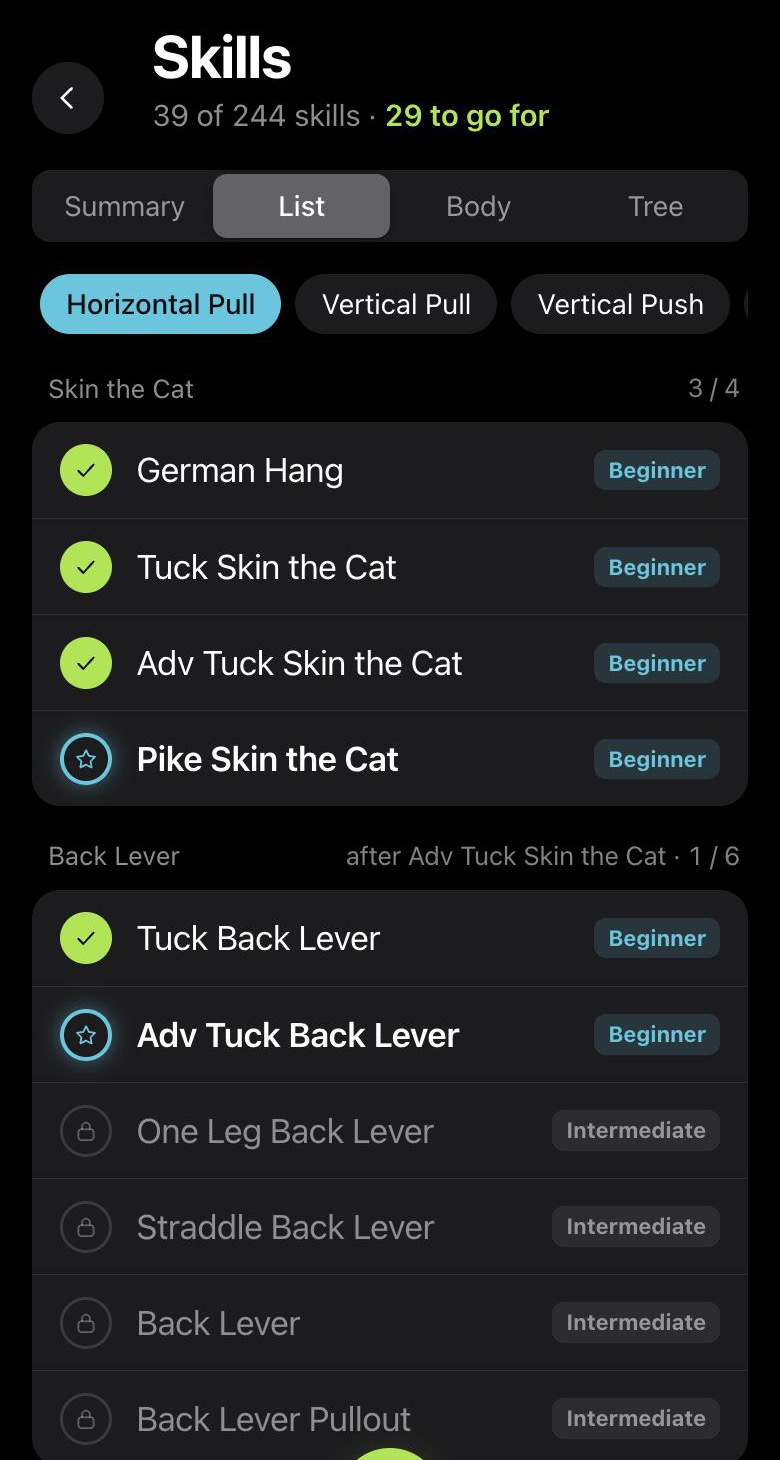 Skills
39 of 244 skills · 29 to go for
Summary List Body Tree
Horizontal Pull Vertical Pull Vertical Push
Skin the Cat 3 / 4
German Hang Beginner
Tuck Skin the Cat Beginner
Adv Tuck Skin the Cat Beginner
Pike Skin the Cat Beginner
Back Lever after Adv Tuck Skin the Cat · 1 / 6
Tuck Back Lever Beginner
Adv Tuck Back Lever Beginner
One Leg Back Lever Intermediate
Straddle Back Lever Intermediate
Back Lever Intermediate
Back Lever Pullout Intermediate